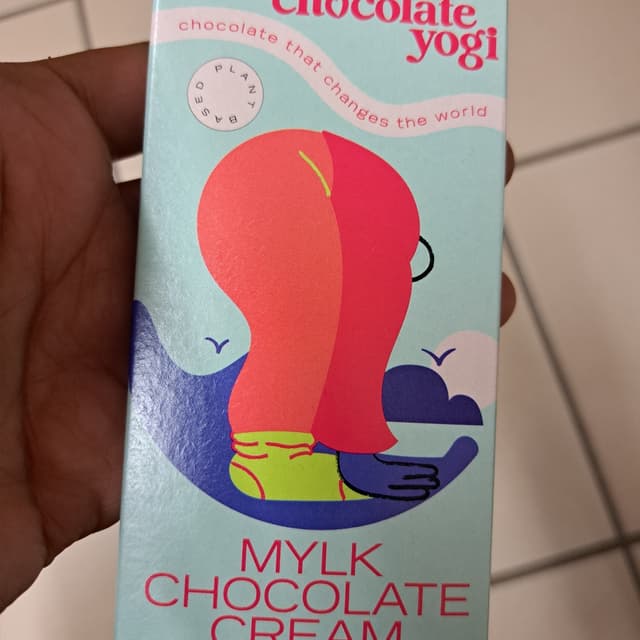 chocolate
yogi
chocolate that changes the world
PLANT BASED
MYLK
CHOCOLATE
CREAM